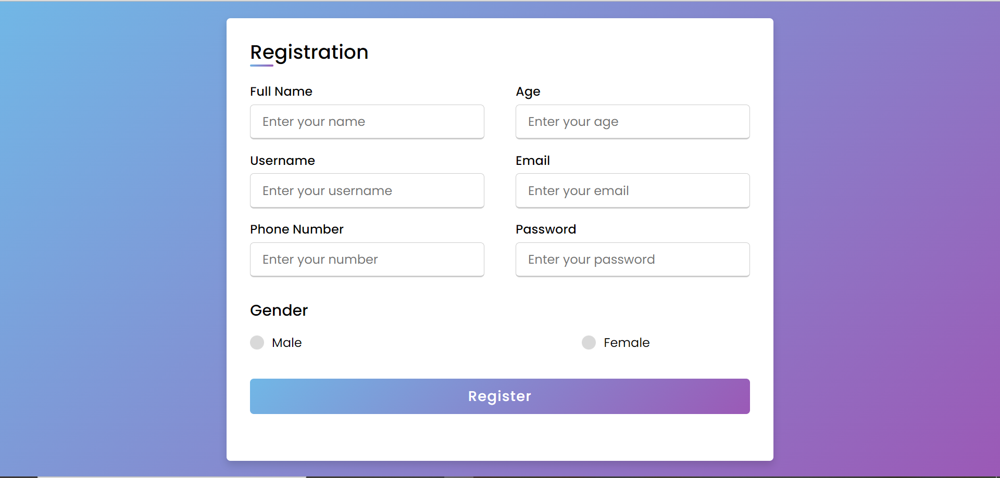 Registration
Full Name
Age
Enter your name
Enter your age
Username
Email
Enter your username
Enter your email
Phone Number
Password
Enter your number
Enter your password
Gender
Male
Female
Register